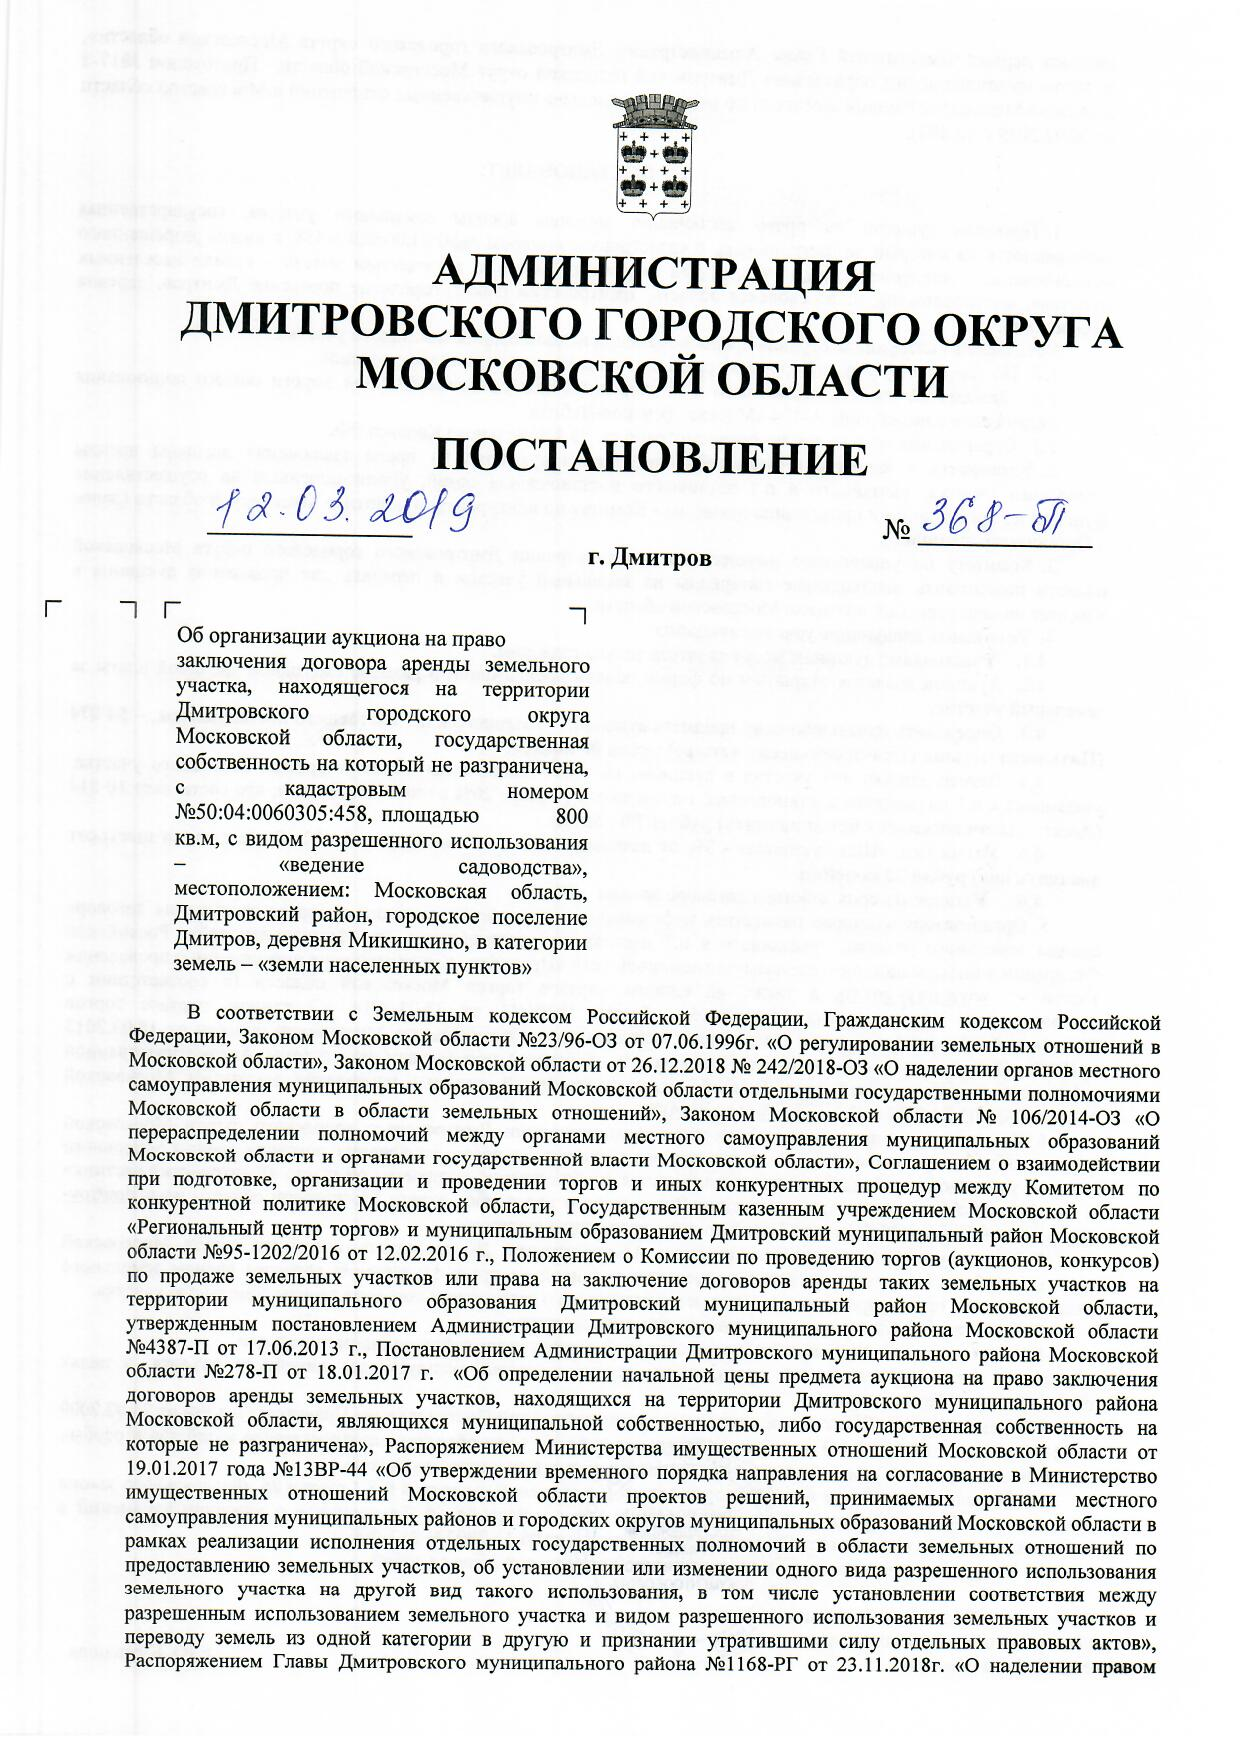 АДМИНИСТРАЦИЯ
ДМИТРОВСКОГО ГОРОДСКОГО ОКРУГА
МОСКОВСКОЙ ОБЛАСТИ
ПОСТАНОВЛЕНИЕ
12.03.2019 № 368-П
г. Дмитров
Об организации аукциона на право
заключения договора аренды земельного
участка, находящегося на территории
Дмитровского городского округа
Московской области, государственная
собственность на который не разграничена,
с кадастровым номером
№50:04:0060305:458, площадью 800
кв.м, с видом разрешенного использования
– «ведение садоводства»,
местоположением: Московская область,
Дмитровский район, городское поселение
Дмитров, деревня Микишкино, в категории
земель – «земли населенных пунктов»
В соответствии с Земельным кодексом Российской Федерации, Гражданским кодексом Российской
Федерации, Законом Московской области №23/96-ОЗ от 07.06.1996г. «О регулировании земельных отношений в
Московской области», Законом Московской области от 26.12.2018 № 242/2018-ОЗ «О наделении органов местного
самоуправления муниципальных образований Московской области отдельными государственными полномочиями
Московской области в области земельных отношений», Законом Московской области № 106/2014-ОЗ «О
перераспределении полномочий между органами местного самоуправления муниципальных образований
Московской области и органами государственной власти Московской области», Соглашением о взаимодействии
при подготовке, организации и проведении торгов и иных конкурентных процедур между Комитетом по
конкурентной политике Московской области, Государственным казенным учреждением Московской области
«Региональный центр торгов» и муниципальным образованием Дмитровский муниципальный район Московской
области №95-1202/2016 от 12.02.2016 г., Положением о Комиссии по проведению торгов (аукционов, конкурсов)
по продаже земельных участков или права на заключение договоров аренды таких земельных участков на
территории муниципального образования Дмитровский муниципальный район Московской области,
утвержденным постановлением Администрации Дмитровского муниципального района Московской области
№4387-П от 17.06.2013 г., Постановлением Администрации Дмитровского муниципального района Московской
области №278-П от 18.01.2017 г. «Об определении начальной цены предмета аукциона на право заключения
договоров аренды земельных участков, находящихся на территории Дмитровского муниципального района
Московской области, являющихся муниципальной собственностью, либо государственная собственность на
которые не разграничена», Распоряжением Министерства имущественных отношений Московской области от
19.01.2017 года №13ВР-44 «Об утверждении временного порядка направления на согласование в Министерство
имущественных отношений Московской области проектов решений, принимаемых органами местного
самоуправления муниципальных районов и городских округов муниципальных образований Московской области в
рамках реализации исполнения отдельных государственных полномочий в области земельных отношений по
предоставлению земельных участков, об установлении или изменении одного вида разрешенного использования
земельного участка на другой вид такого использования, в том числе установлении соответствия между
разрешенным использованием земельного участка и видом разрешенного использования земельных участков и
переводу земель из одной категории в другую и признании утратившими силу отдельных правовых актов»,
Распоряжением Главы Дмитровского муниципального района №1168-РГ от 23.11.2018г. «О наделении правом